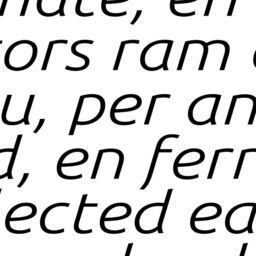 nate, en
tors ram
u, per an
d, en ferr
lected ea